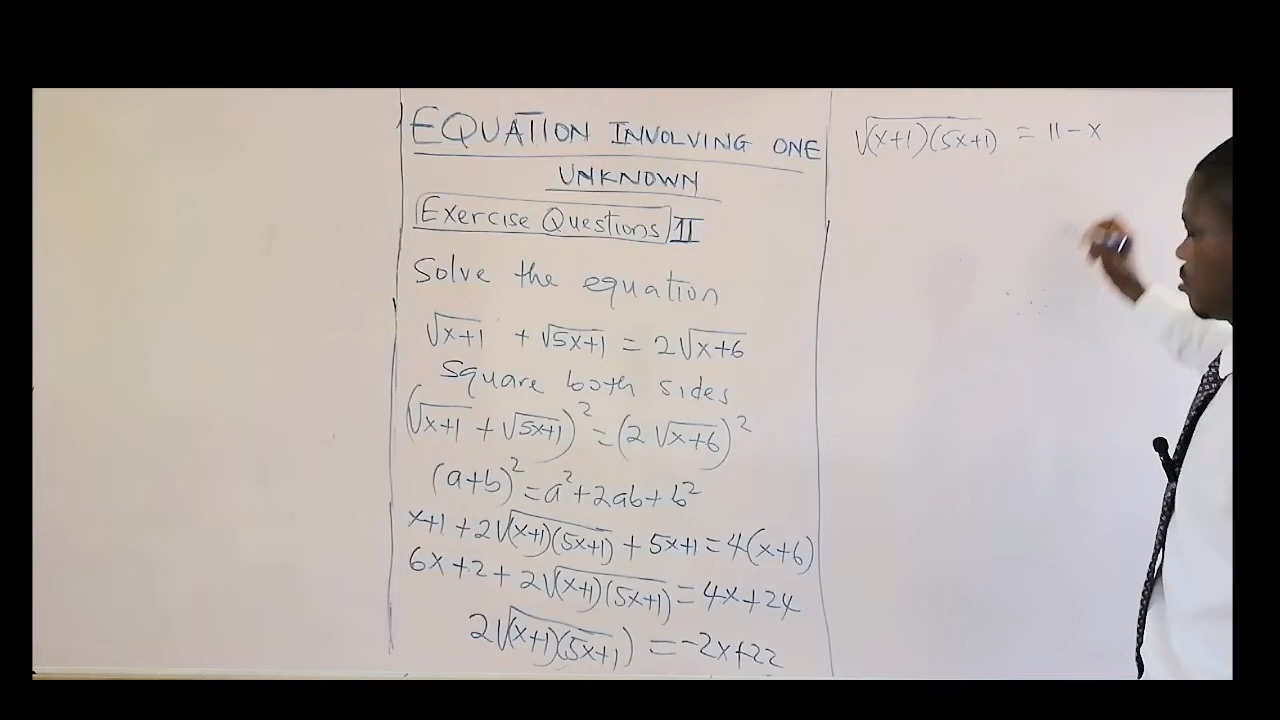 EQUATION INVOLVING ONE
UNKNOWN
Exercise Questions II
Solve the equation
√(x+1) + √(5x+1) = 2√(x+6)
Square both sides
(√(x+1) + √(5x+1))² = (2√(x+6))²
(a+b)² = a² + 2ab + b²
x+1 + 2√((x+1)(5x+1)) + 5x+1 = 4(x+6)
6x+2 + 2√((x+1)(5x+1)) = 4x+24
2√((x+1)(5x+1)) = -2x+22
√((x+1)(5x+1)) = 11-x